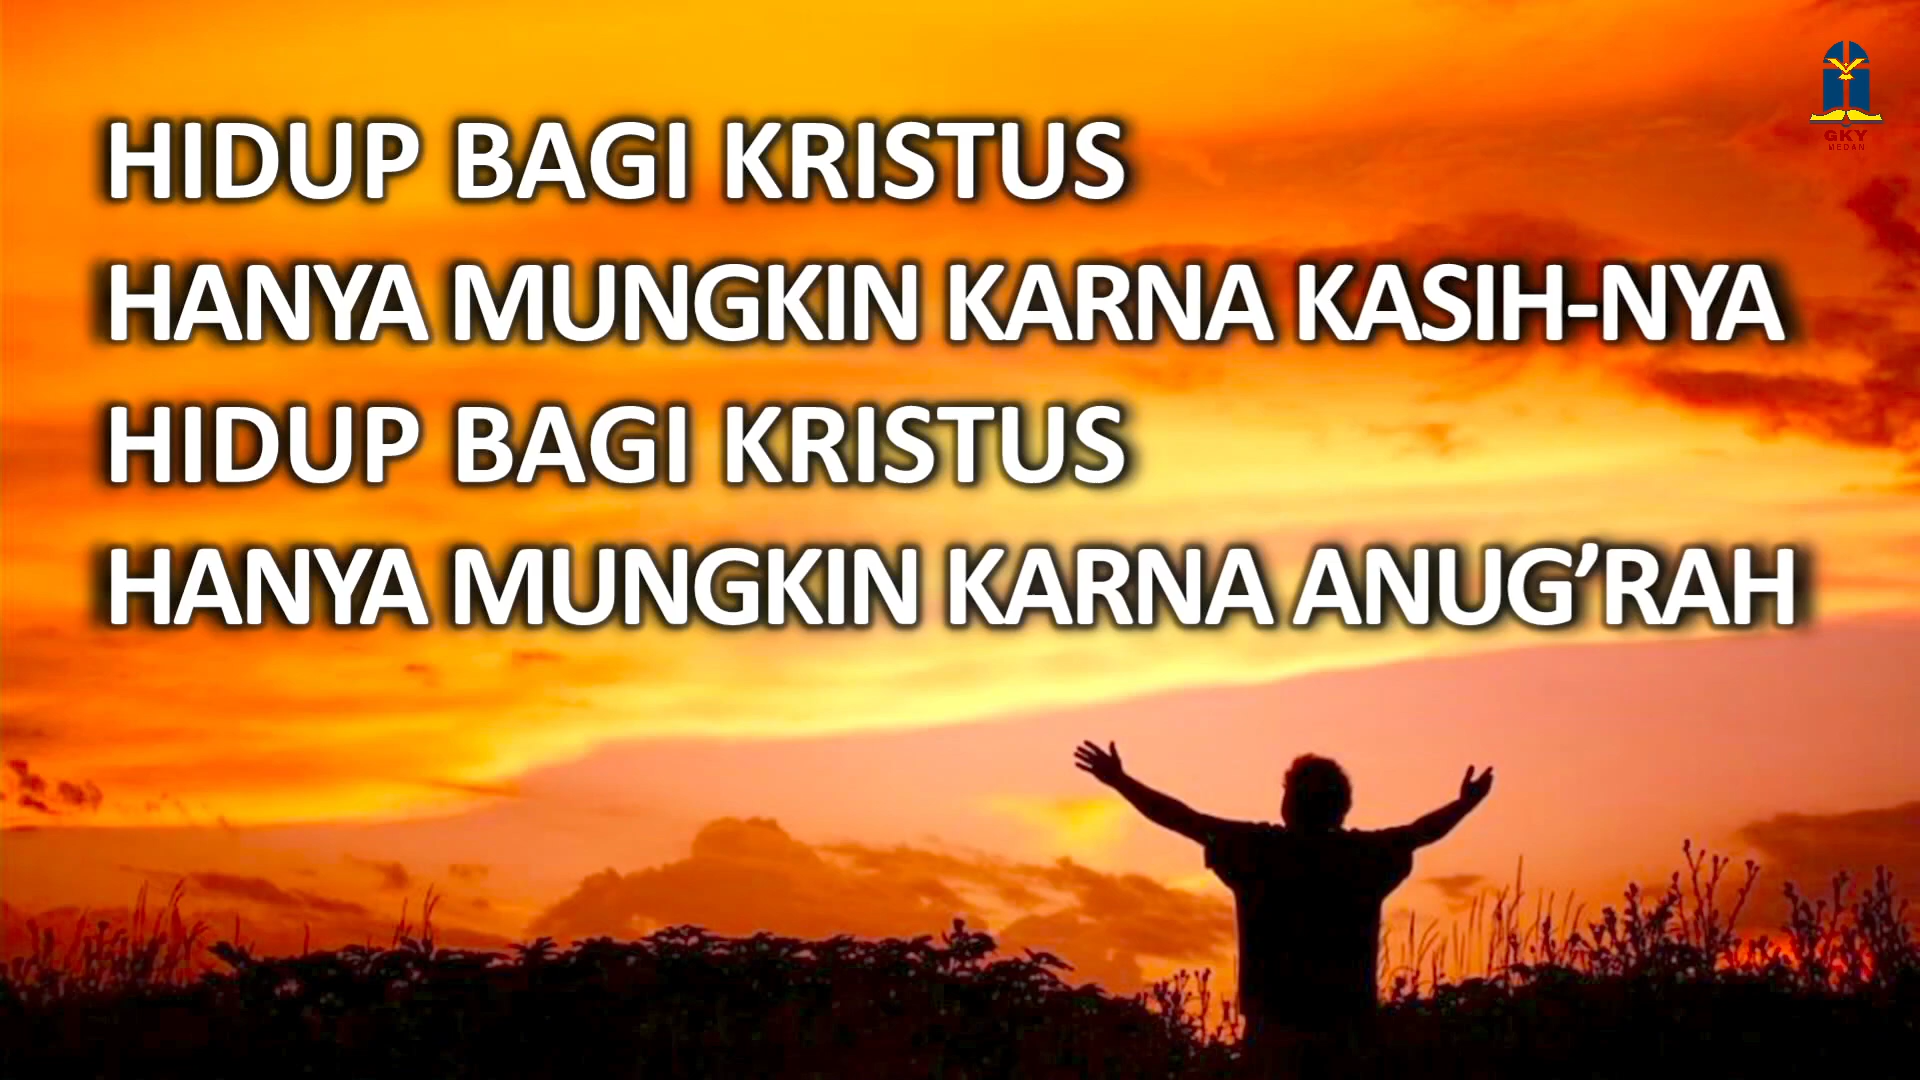 HIDUP BAGI KRISTUS
HANYA MUNGKIN KARNA KASIH-NYA
HIDUP BAGI KRISTUS
HANYA MUNGKIN KARNA ANUG’RAH
GKY
MEDAN